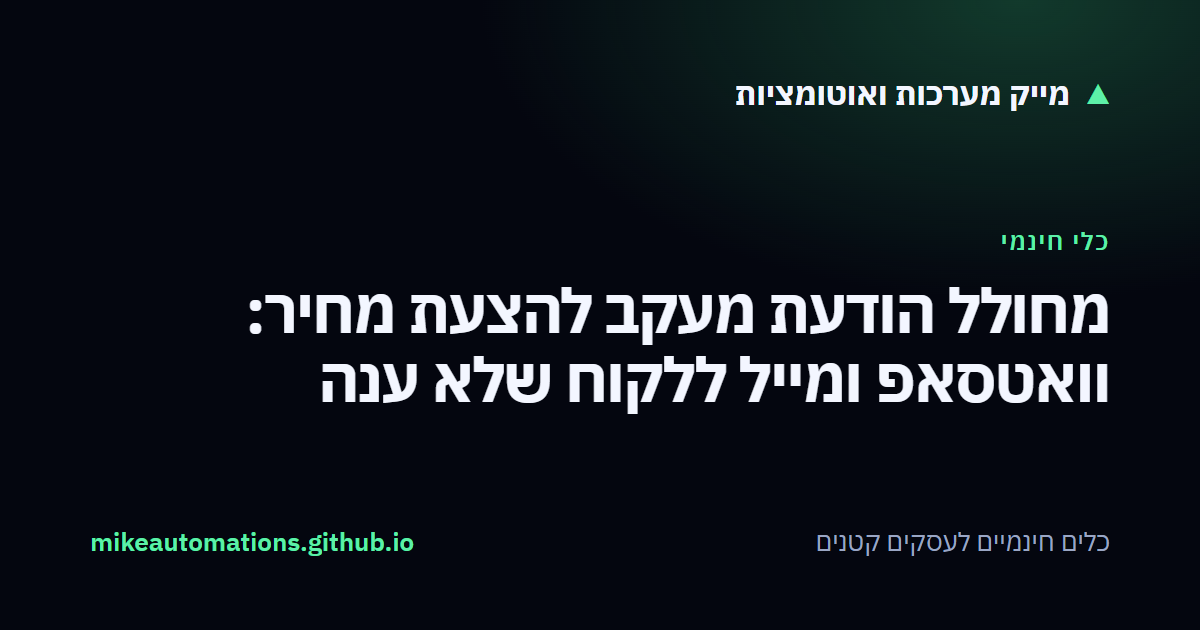 מייק מערכות ואוטומציות
כלי חינמי
מחולל הודעת מעקב להצעת מחיר:
וואטסאפ ומייל ללקוח שלא ענה
כלים חינמיים לעסקים קטנים
mikeautomations.github.io